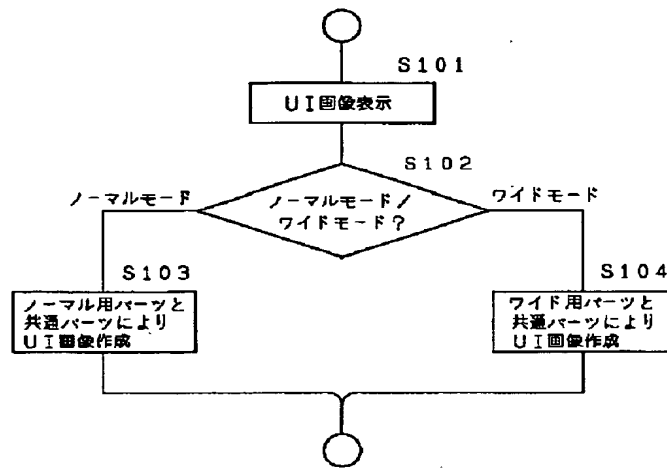 S101
UI画像表示
S102
ノーマルモード
ノーマルモード/
ワイドモード?
ワイドモード
S103
ノーマル用パーツと
共通パーツにより
UI画像作成
S104
ワイド用パーツと
共通パーツにより
UI画像作成